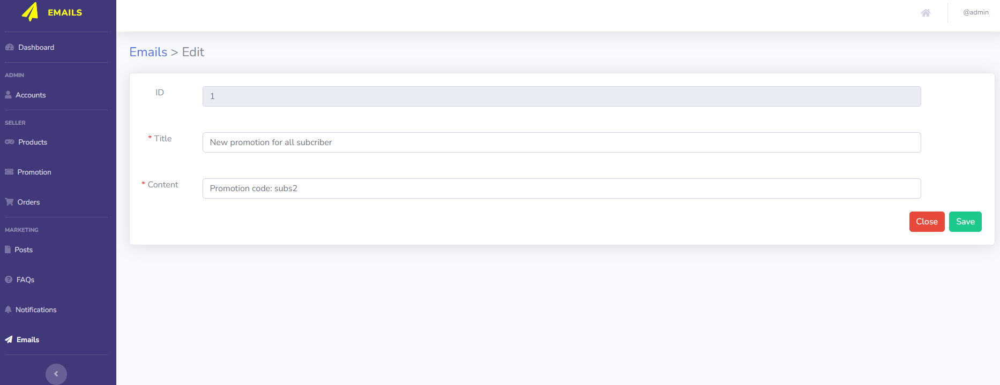 EMAILS
@admin
Dashboard
ADMIN
Accounts
SELLER
Products
Promotion
Orders
MARKETING
Posts
FAQs
Notifications
Emails
Emails > Edit
ID
1
* Title
New promotion for all subcriber
* Content
Promotion code: subs2
Close
Save